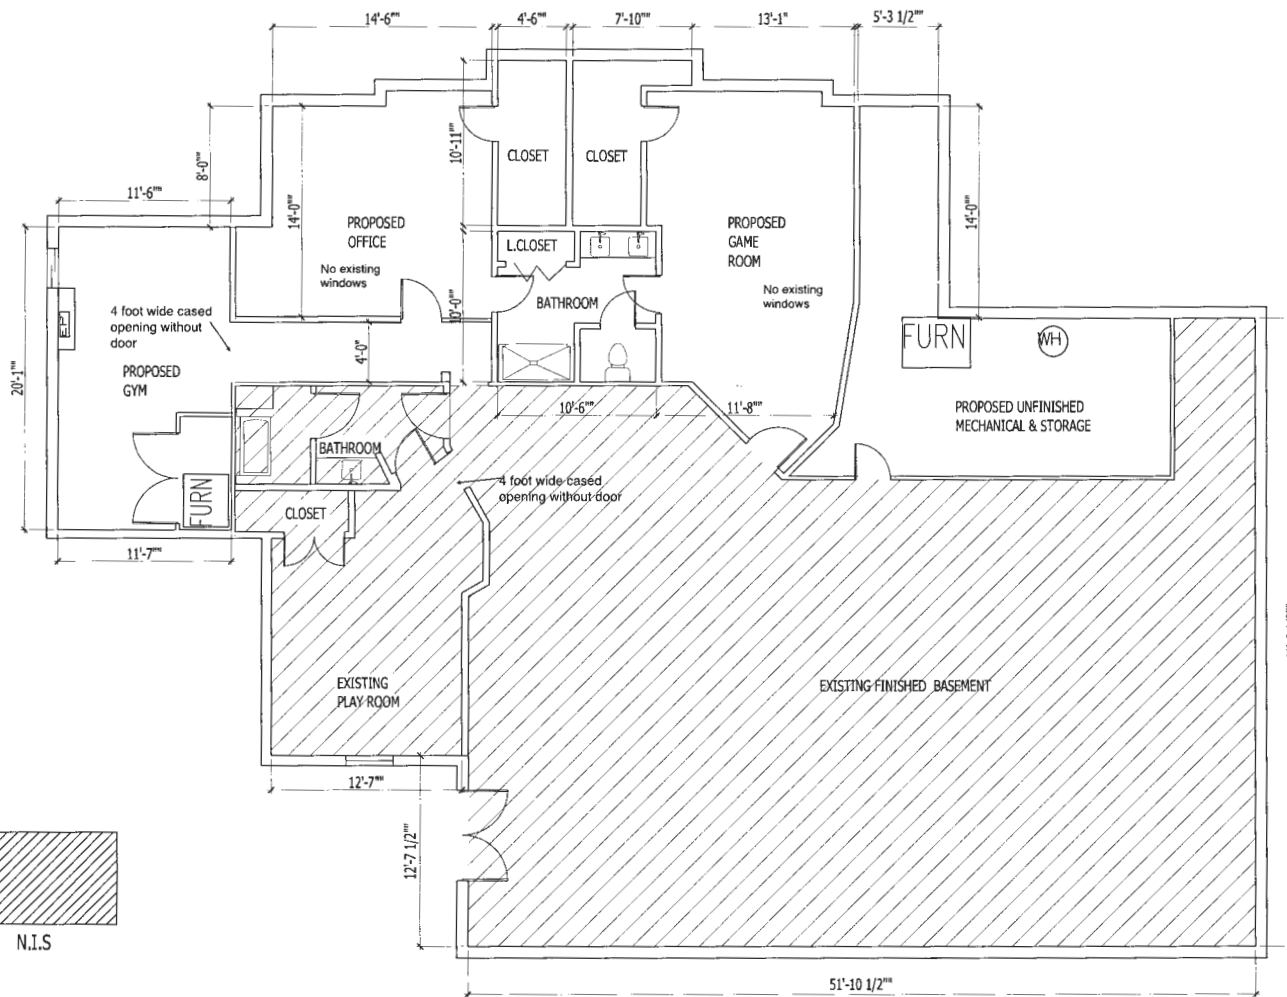 14'-6""
4'-6""
7'-10""
13'-1"
5'-3 1/2""
8'-0""
10'-11""
CLOSET
CLOSET
11'-6""
14'-0""
14'-0""
PROPOSED
OFFICE
PROPOSED
GAME
ROOM
L.CLOSET
No existing
windows
No existing
windows
BATHROOM
10'-0""
4 foot wide cased
opening without
door
EP
FURN
WH
4'-0"
20'-1""
PROPOSED
GYM
10'-6""
11'-8""
PROPOSED UNFINISHED
MECHANICAL & STORAGE
BATHROOM
4 foot wide cased
opening without door
FURN
CLOSET
11'-7""
EXISTING
PLAY ROOM
EXISTING FINISHED BASEMENT
12'-7""
12'-7 1/2""
N.I.S
51'-10 1/2""